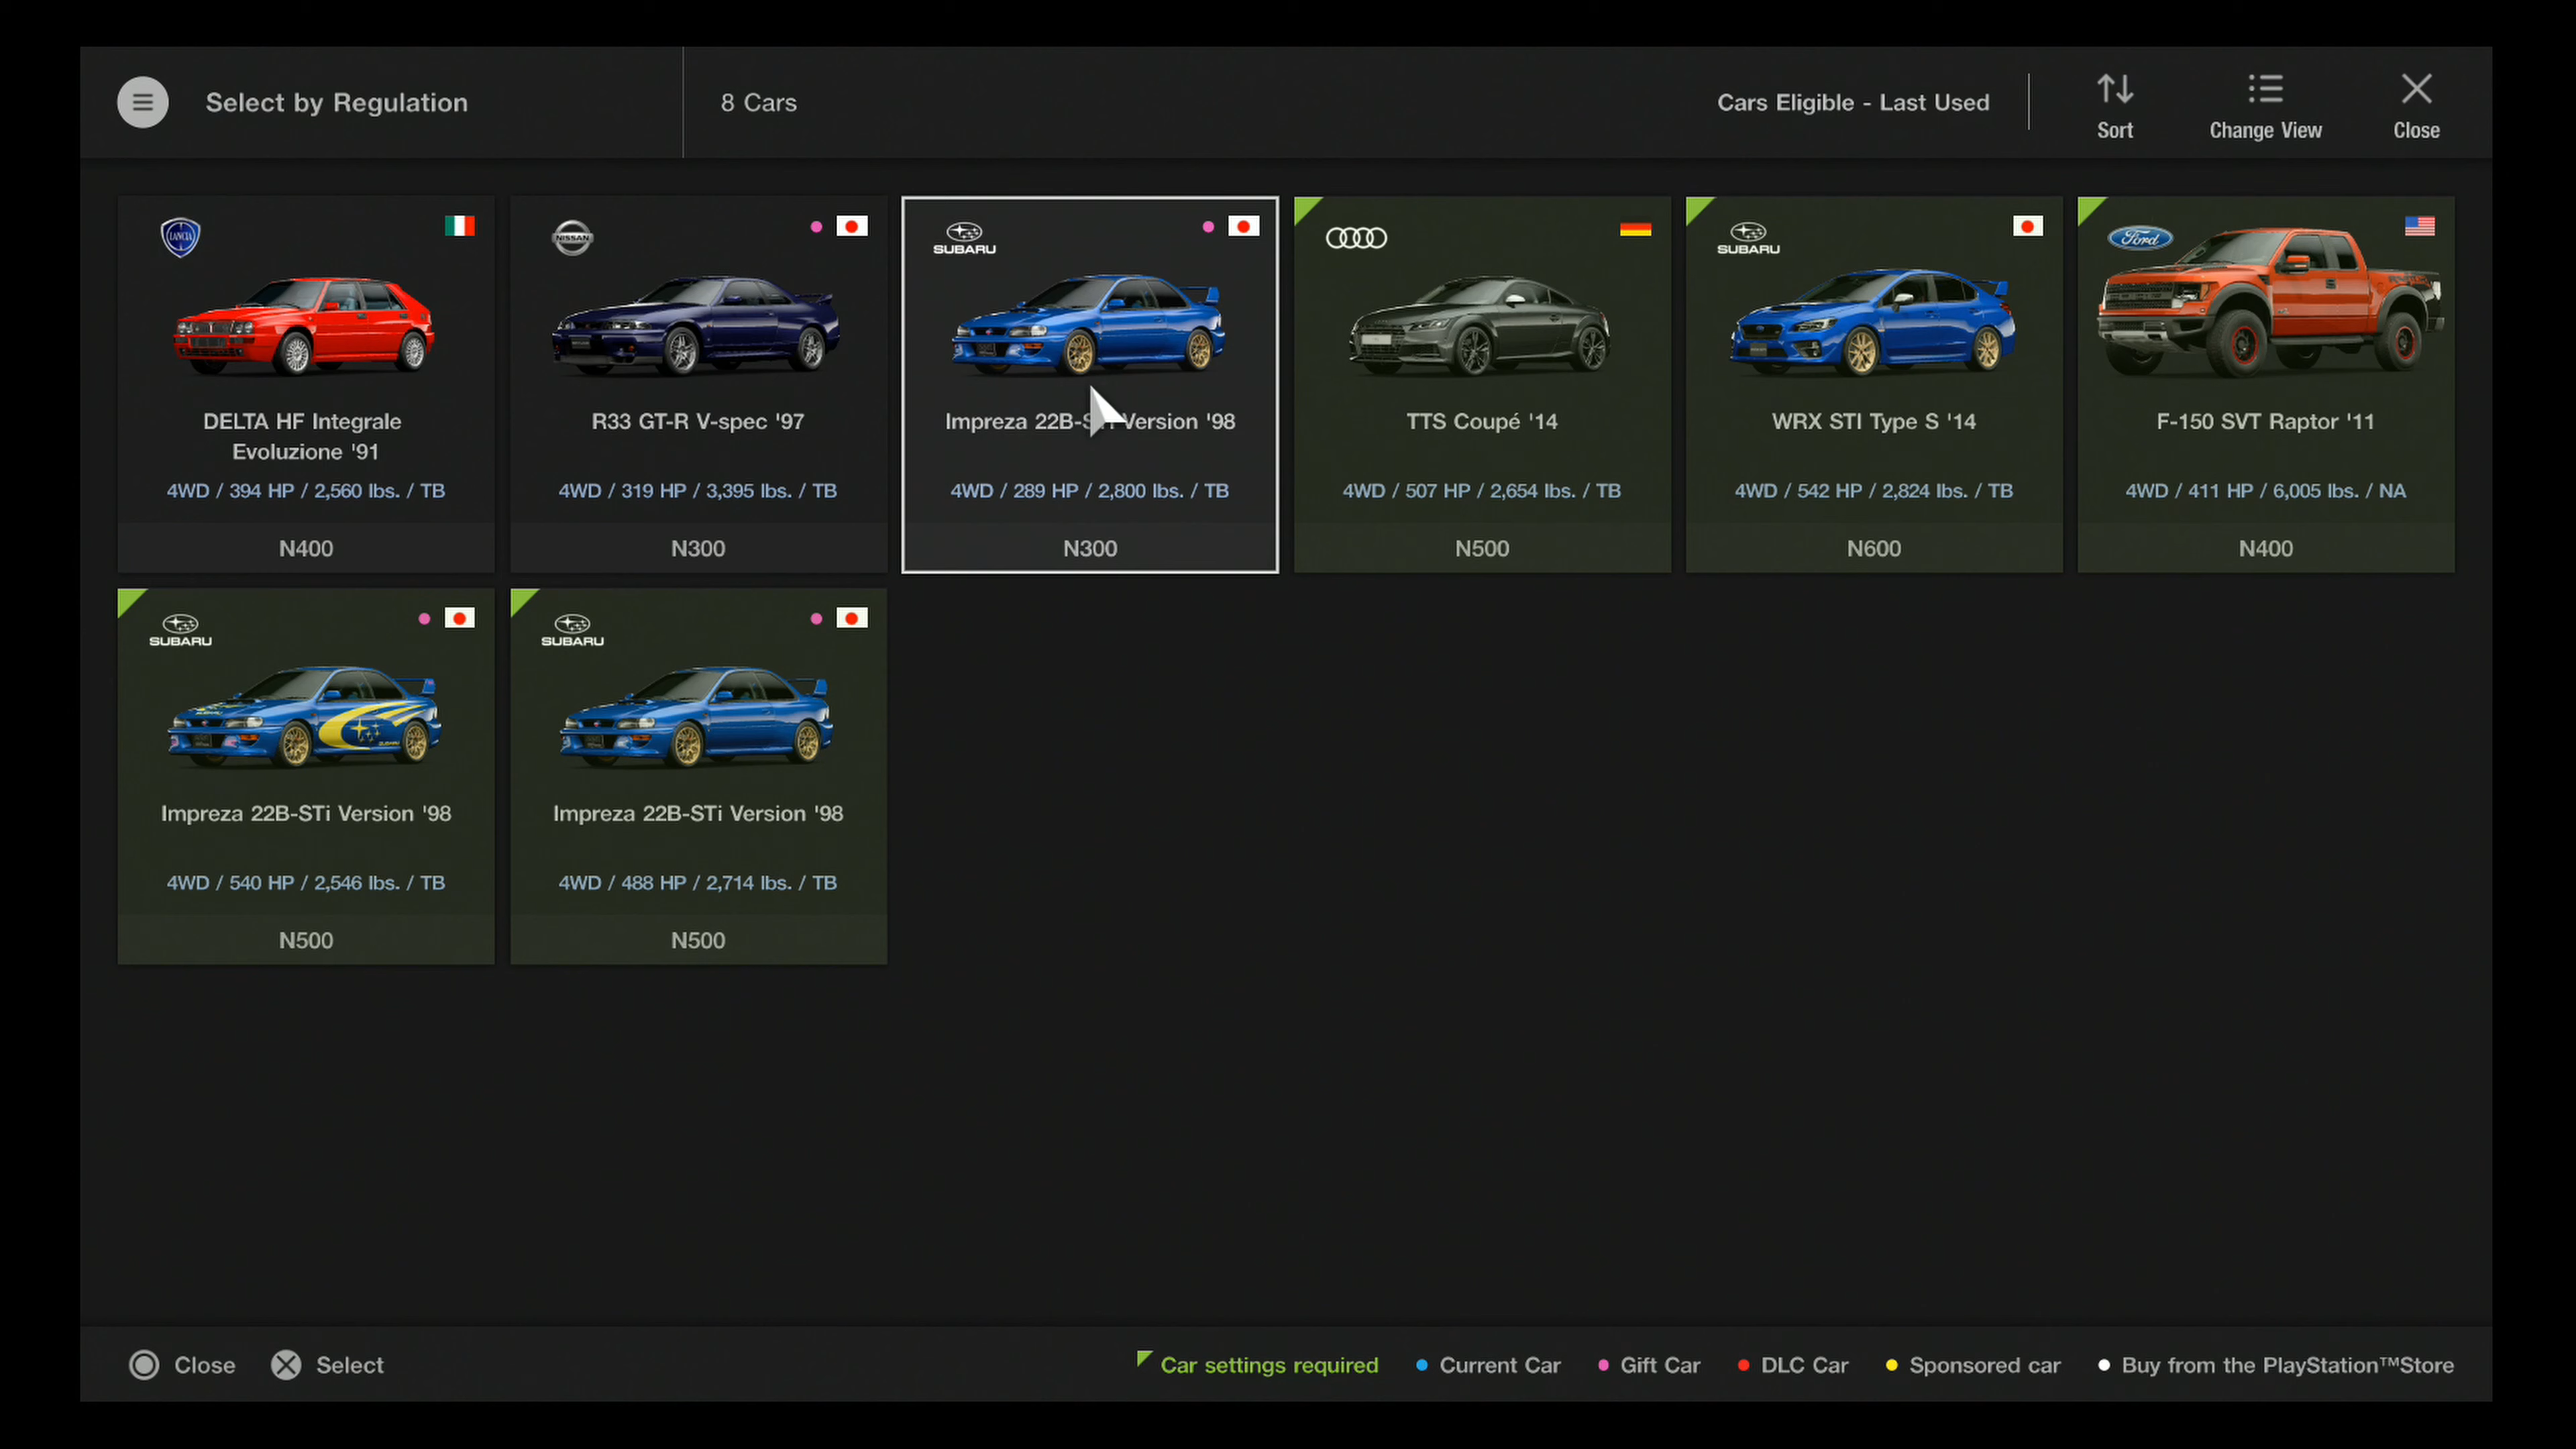 Select by Regulation
8 Cars
Cars Eligible - Last Used
Sort
Change View
Close
LANCIA
DELTA HF Integrale
Evoluzione '91
4WD / 394 HP / 2,560 lbs. / TB
N400
NISSAN
R33 GT-R V-spec '97
4WD / 319 HP / 3,395 lbs. / TB
N300
SUBARU
Impreza 22B-STi Version '98
4WD / 289 HP / 2,800 lbs. / TB
N300
TTS Coupé '14
4WD / 507 HP / 2,654 lbs. / TB
N500
SUBARU
WRX STI Type S '14
4WD / 542 HP / 2,824 lbs. / TB
N600
Ford
F-150 SVT Raptor '11
4WD / 411 HP / 6,005 lbs. / NA
N400
SUBARU
Impreza 22B-STi Version '98
4WD / 540 HP / 2,546 lbs. / TB
N500
SUBARU
Impreza 22B-STi Version '98
4WD / 488 HP / 2,714 lbs. / TB
N500
Close
Select
Car settings required
Current Car
Gift Car
DLC Car
Sponsored car
Buy from the PlayStation™Store